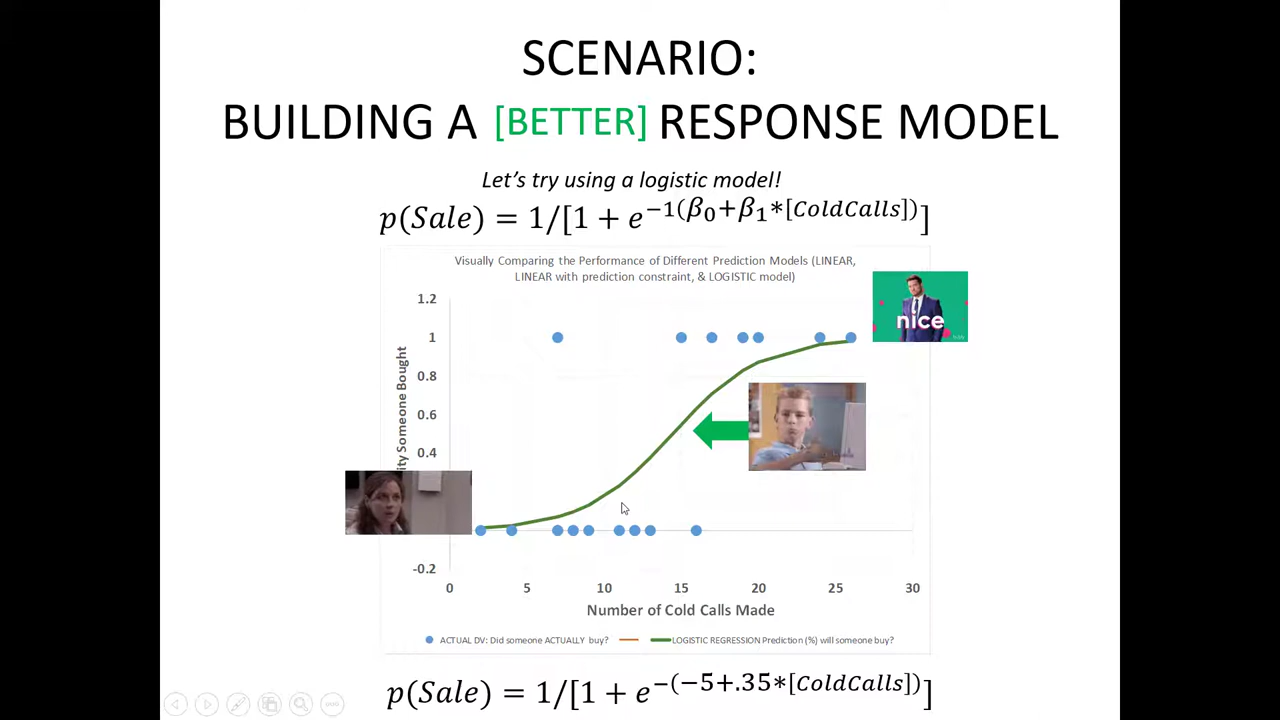 SCENARIO:
BUILDING A [BETTER] RESPONSE MODEL
Let's try using a logistic model!
p(Sale) = 1/[1 + e^−1(β₀+β₁*[ColdCalls])]
Visually Comparing the Performance of Different Prediction Models (LINEAR,
LINEAR with prediction constraint, & LOGISTIC model)
1.2
1
0.8
0.6
0.4
-0.2
ity Someone Bought
nice
0 5 10 15 20 25 30
Number of Cold Calls Made
ACTUAL DV: Did someone ACTUALLY buy? LOGISTIC REGRESSION Prediction (%) will someone buy?
p(Sale) = 1/[1 + e^−(−5+.35*[ColdCalls])]